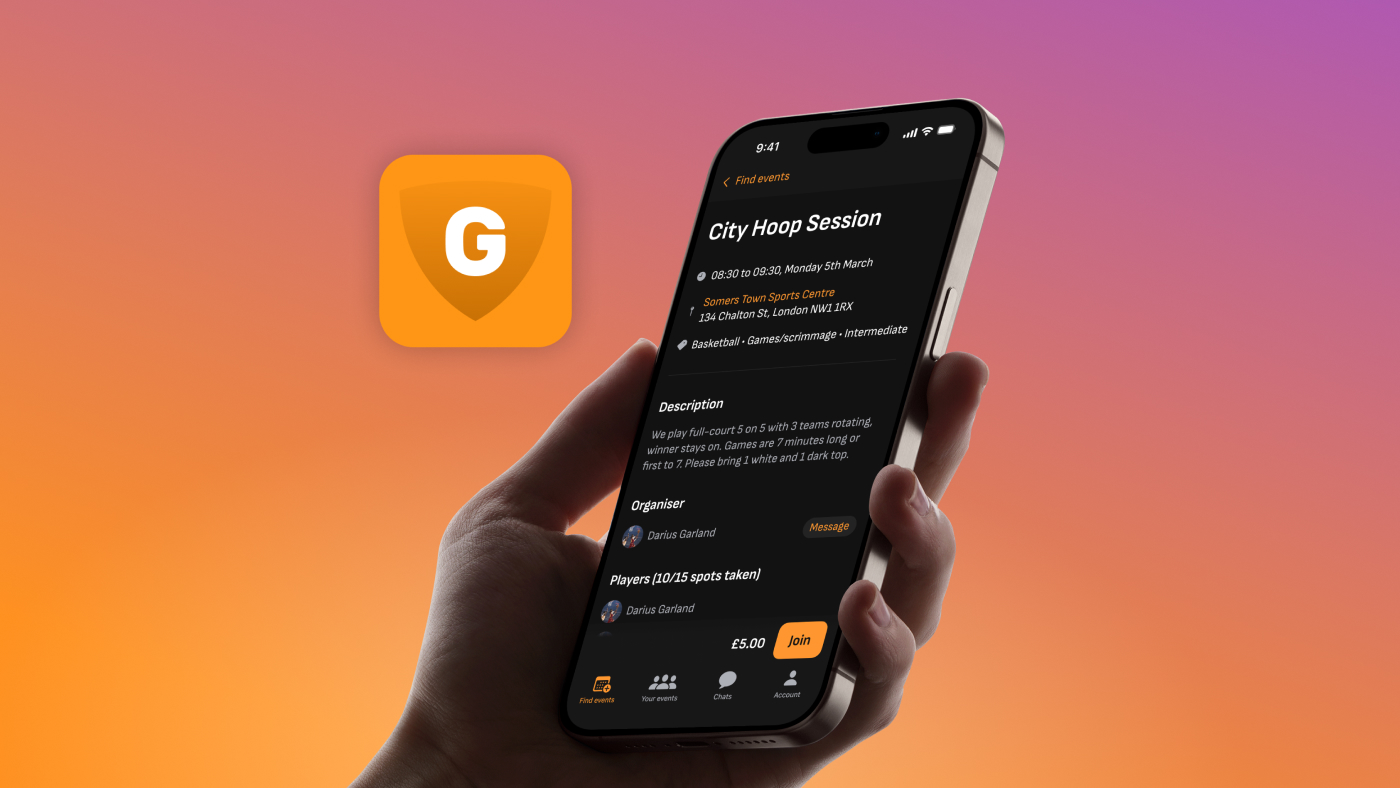 G
9:41
Find events
City Hoop Session
08:30 to 09:30, Monday 5th March
Somers Town Sports Centre
134 Chalton St, London NW1 1RX
Basketball • Games/scrimmage • Intermediate
Description
We play full-court 5 on 5 with 3 teams rotating,
winner stays on. Games are 7 minutes long or
first to 7. Please bring 1 white and 1 dark top.
Organiser
Darius Garland
Message
Players (10/15 spots taken)
Darius Garland
£5.00
Join
Find events
Your events
Chats
Account